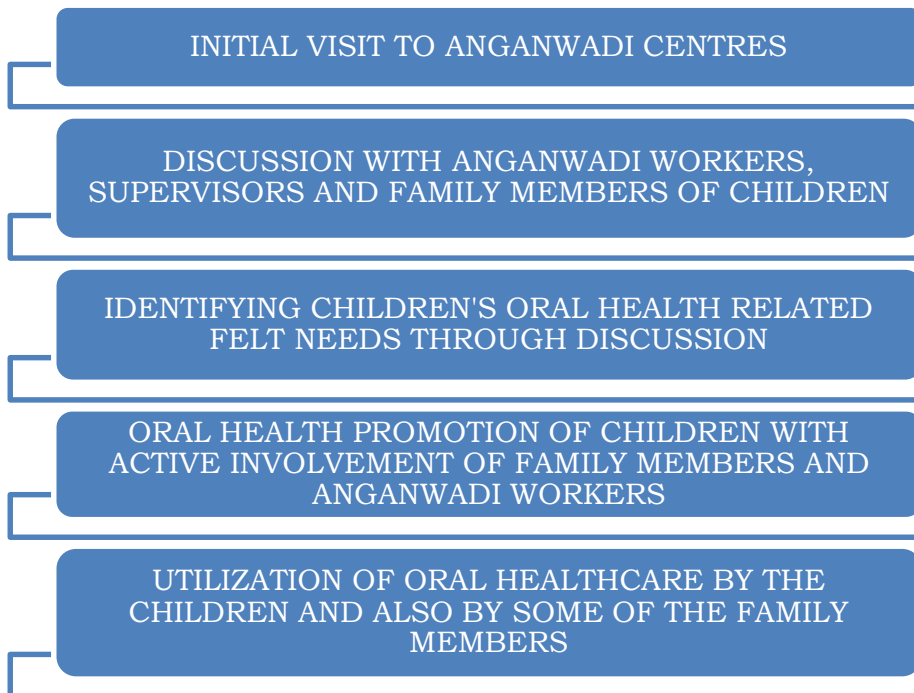 INITIAL VISIT TO ANGANWADI CENTRES
DISCUSSION WITH ANGANWADI WORKERS,
SUPERVISORS AND FAMILY MEMBERS OF CHILDREN
IDENTIFYING CHILDREN'S ORAL HEALTH RELATED
FELT NEEDS THROUGH DISCUSSION
ORAL HEALTH PROMOTION OF CHILDREN WITH
ACTIVE INVOLVEMENT OF FAMILY MEMBERS AND
ANGANWADI WORKERS
UTILIZATION OF ORAL HEALTHCARE BY THE
CHILDREN AND ALSO BY SOME OF THE FAMILY
MEMBERS